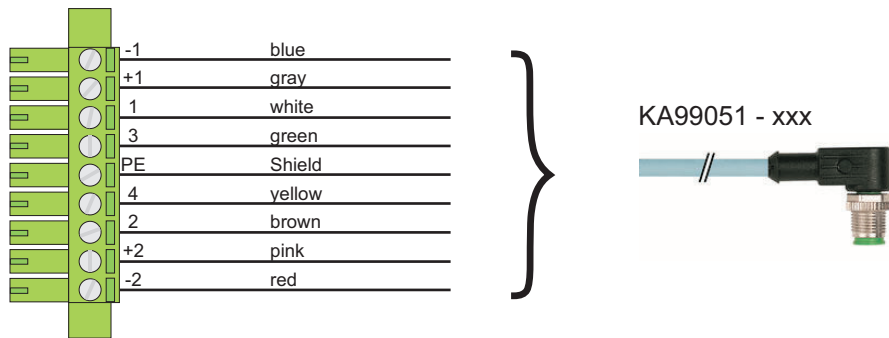 -1 blue
+1 gray
1 white
3 green
PE Shield
4 yellow
2 brown
+2 pink
-2 red
KA99051 - xxx